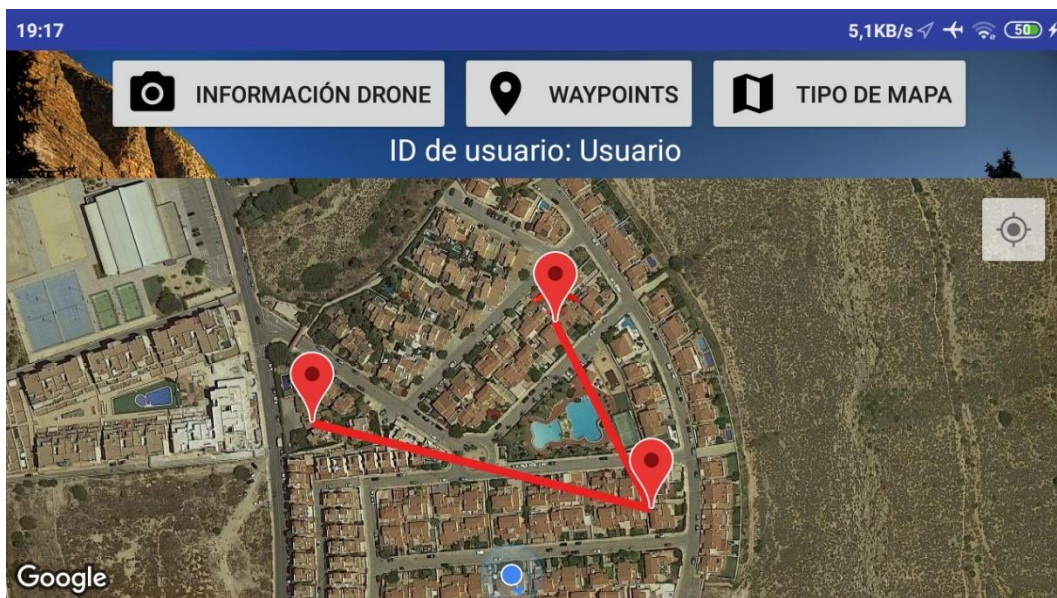 19:17
5,1KB/s
50
INFORMACIÓN DRONE
WAYPOINTS
TIPO DE MAPA
ID de usuario: Usuario
Google